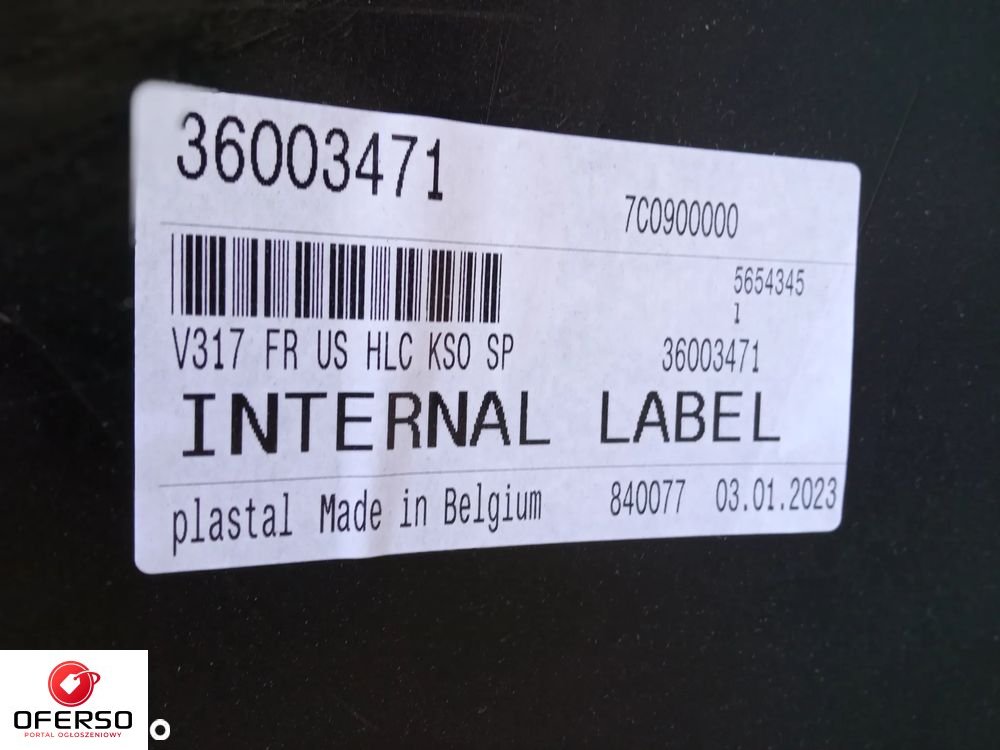 36003471
7C0900000
5654345
1
V317 FR US HLC KSO SP
36003471
INTERNAL LABEL
plastal Made in Belgium 840077 03.01.2023
OFERSO
PORTAL OGŁOSZENIOWY